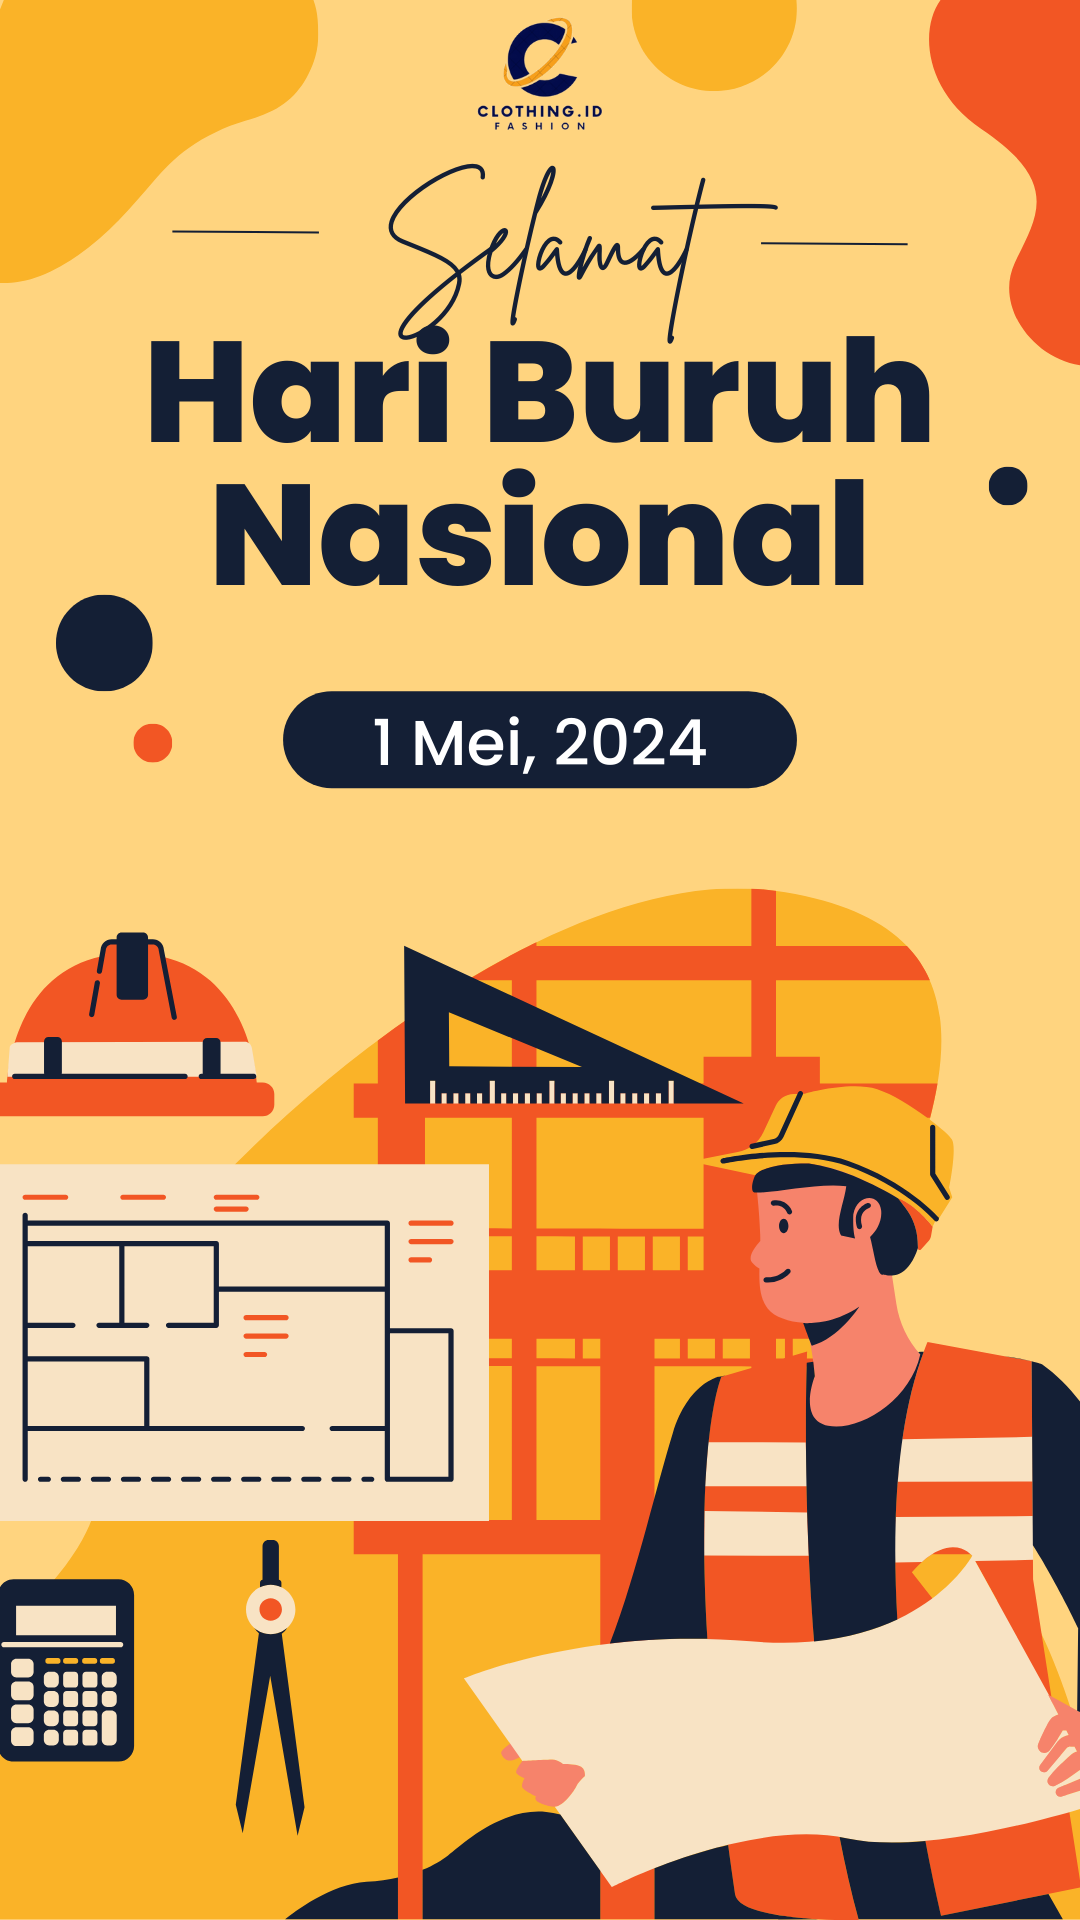 CLOTHING.ID
FASHION
Selamat
Hari Buruh
Nasional
1 Mei, 2024